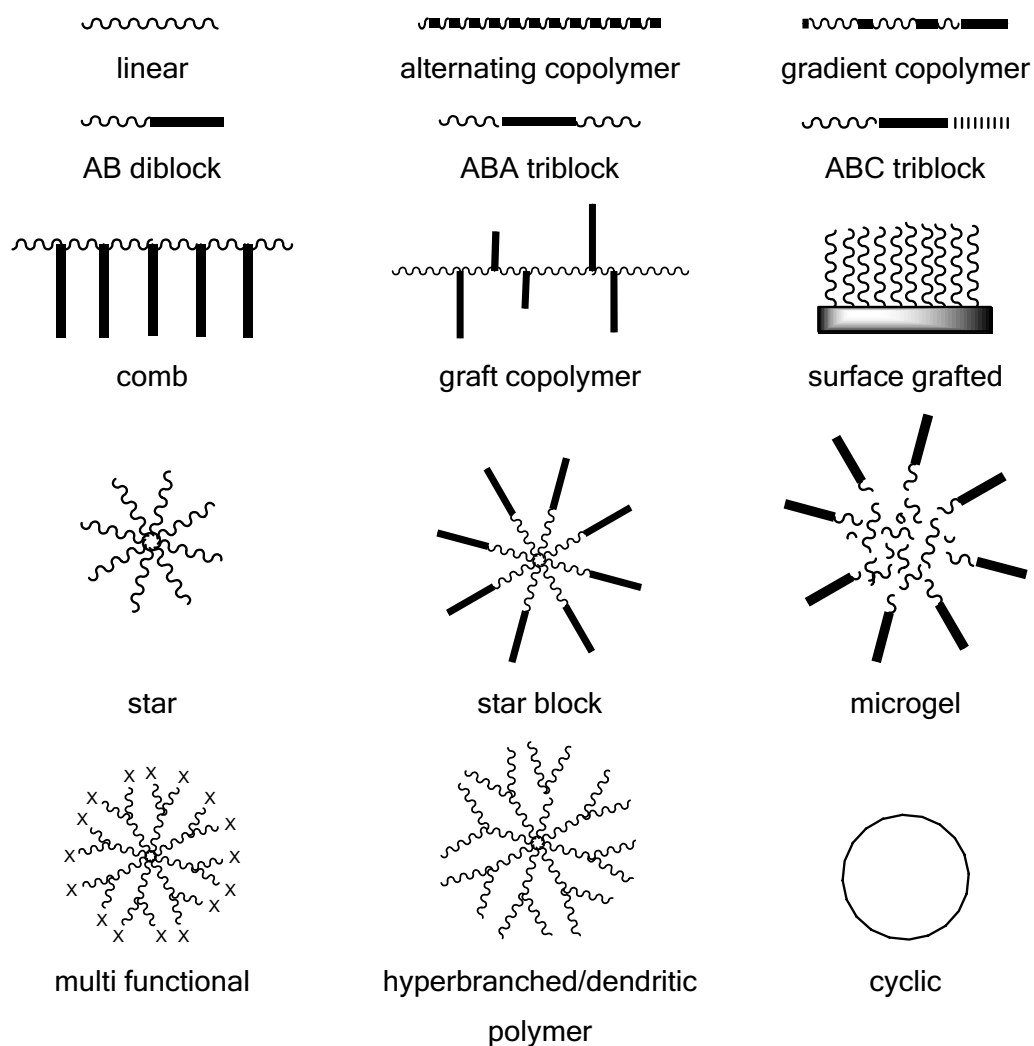 linear
alternating copolymer
gradient copolymer
AB diblock
ABA triblock
ABC triblock
comb
graft copolymer
surface grafted
star
star block
microgel
X X X
X X
X X
X X
X X
X X
X X X X
multi functional
hyperbranched/dendritic
polymer
cyclic